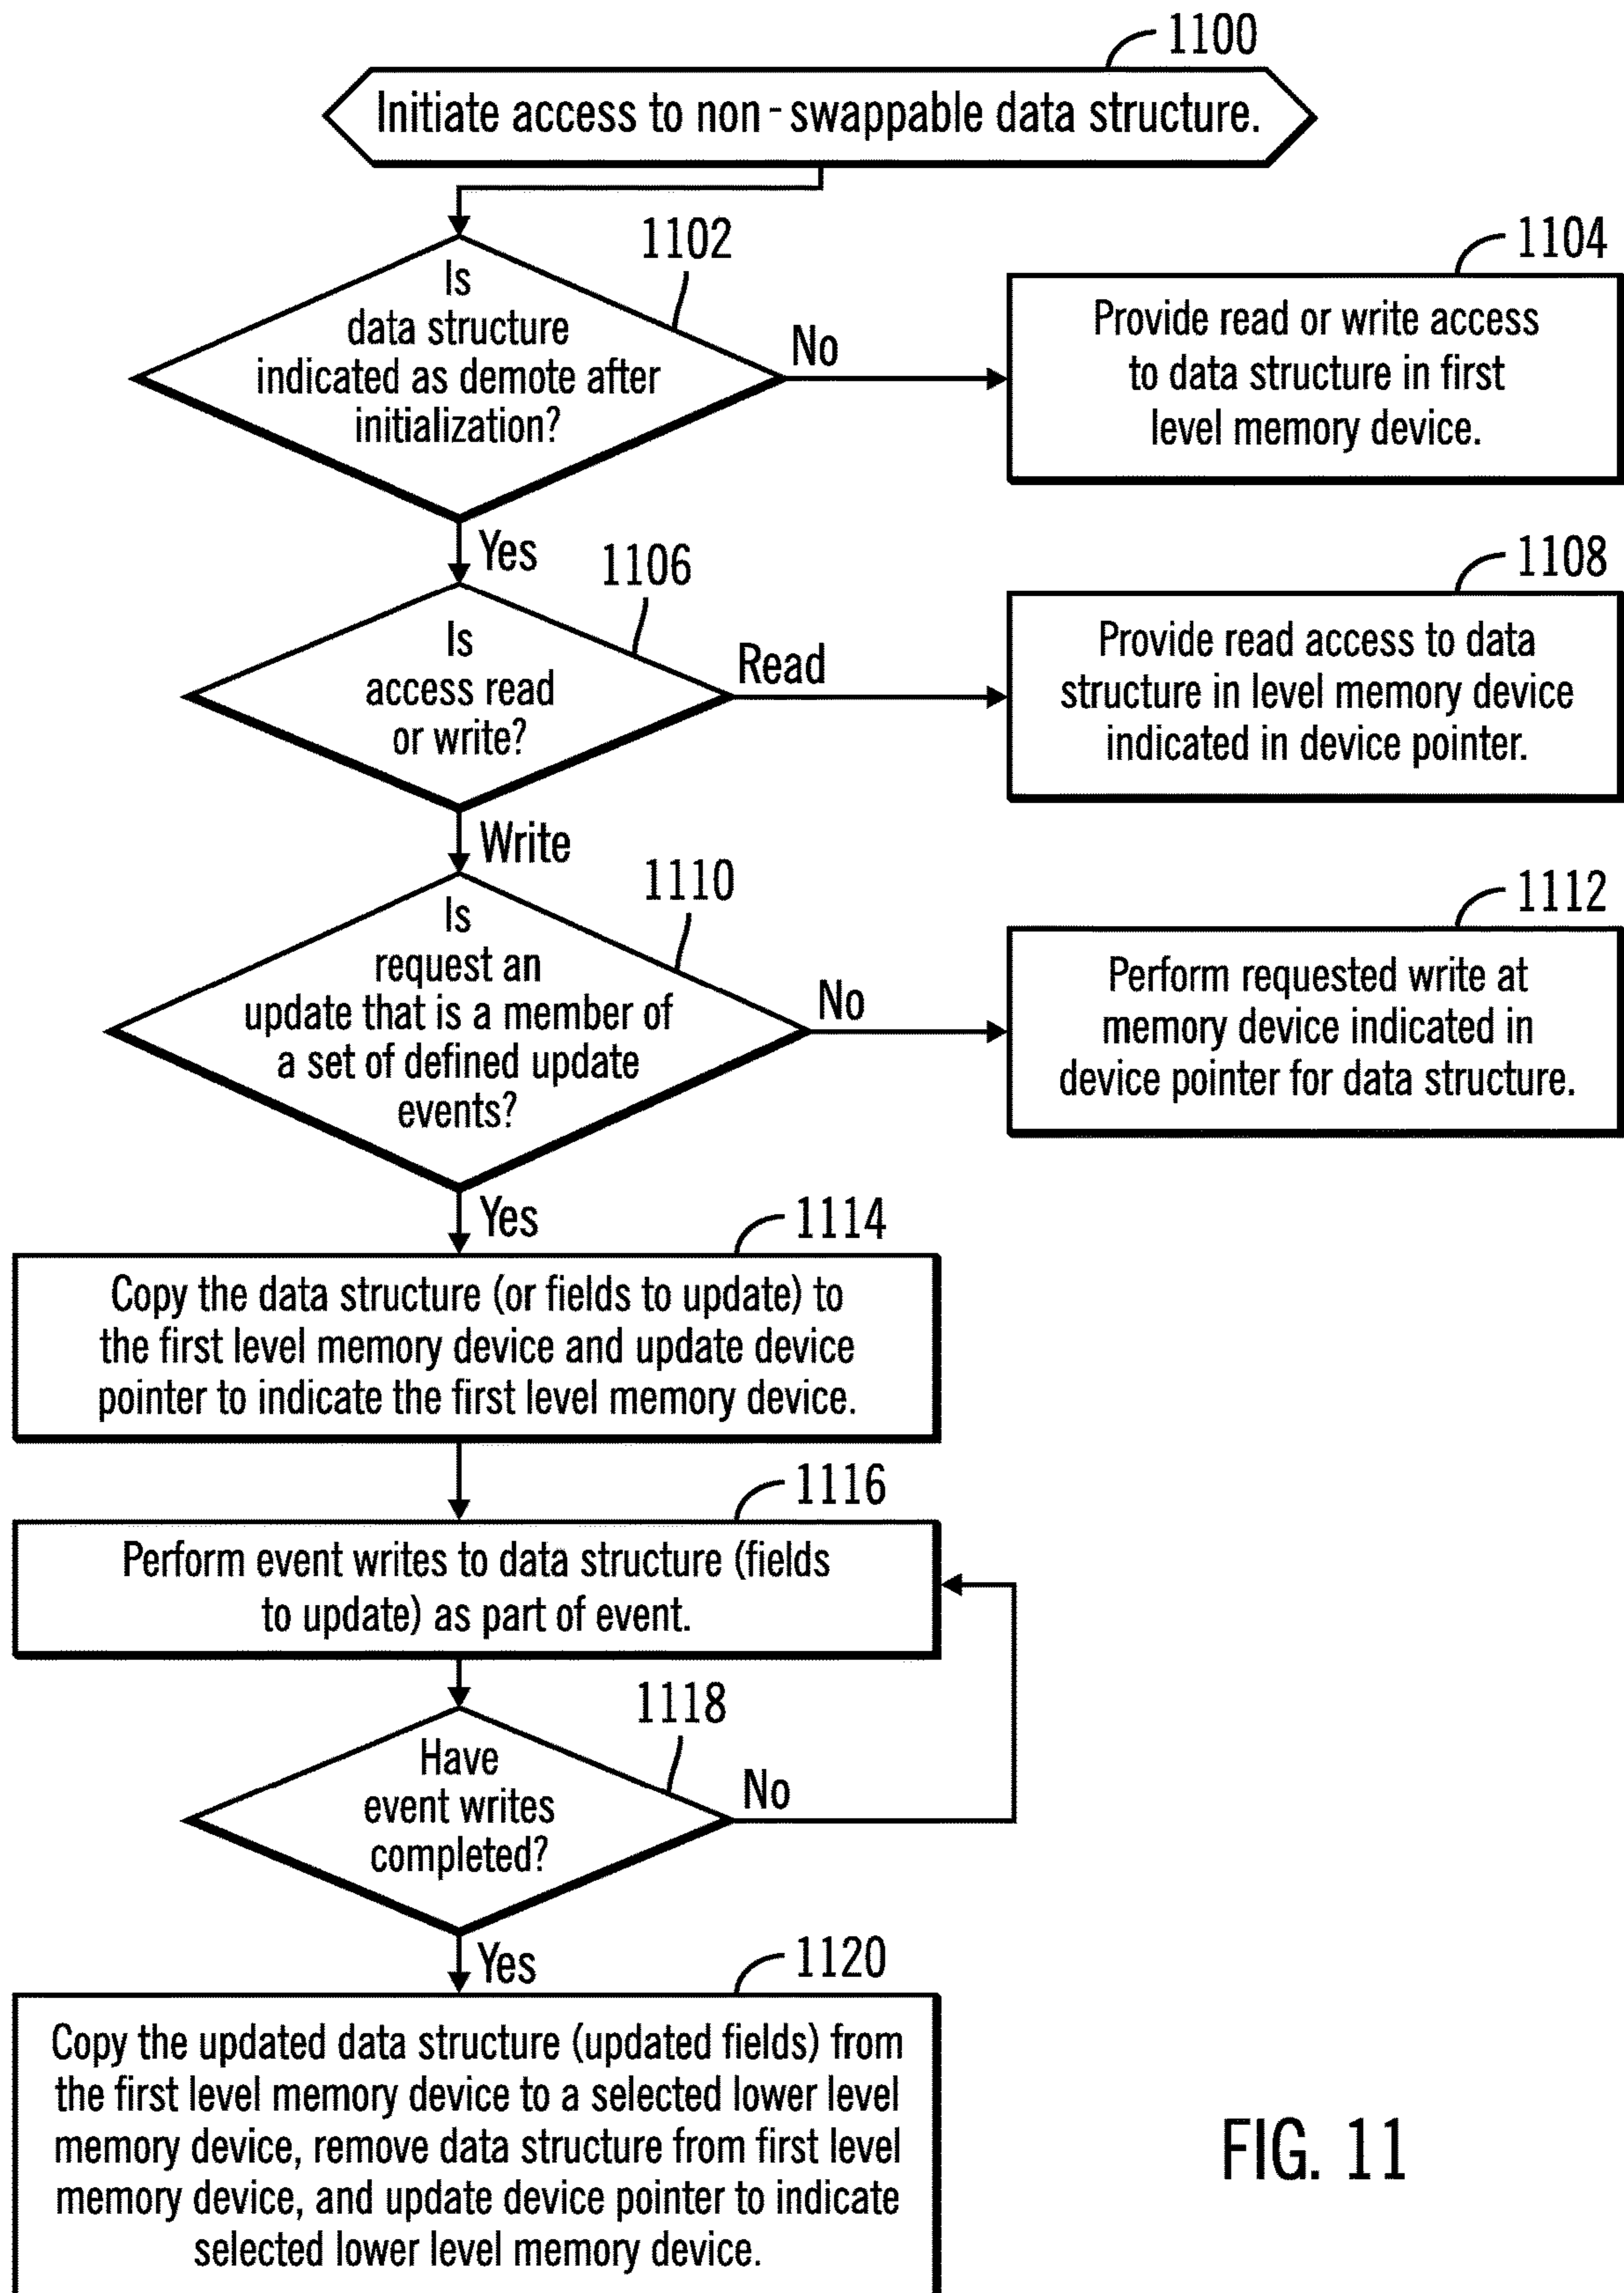 1100
Initiate access to non-swappable data structure.
1102
Is
data structure
indicated as demote after
initialization?
No
1104
Provide read or write access
to data structure in first
level memory device.
Yes
1106
Is
access read
or write?
Read
1108
Provide read access to data
structure in level memory device
indicated in device pointer.
Write
1110
Is
request an
update that is a member of
a set of defined update
events?
No
1112
Perform requested write at
memory device indicated in
device pointer for data structure.
Yes
1114
Copy the data structure (or fields to update) to
the first level memory device and update device
pointer to indicate the first level memory device.
1116
Perform event writes to data structure (fields
to update) as part of event.
1118
Have
event writes
completed?
No
Yes
1120
Copy the updated data structure (updated fields) from
the first level memory device to a selected lower level
memory device, remove data structure from first level
memory device, and update device pointer to indicate
selected lower level memory device.
FIG. 11